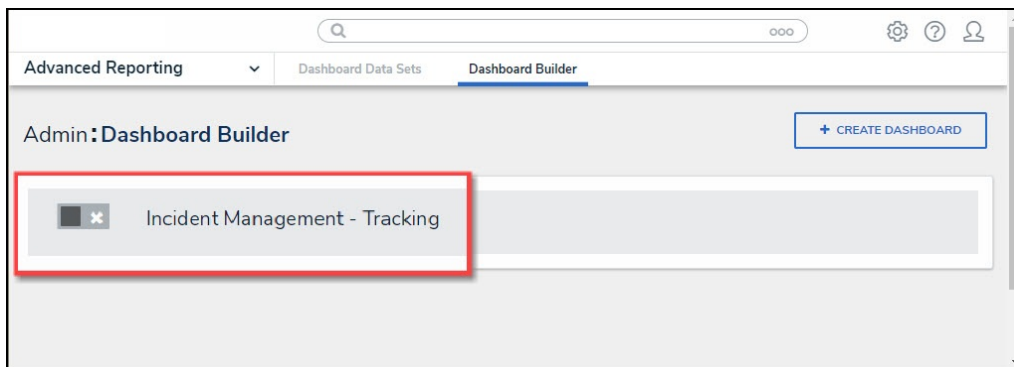 Advanced Reporting
Dashboard Data Sets
Dashboard Builder
Admin:Dashboard Builder
+ CREATE DASHBOARD
Incident Management - Tracking